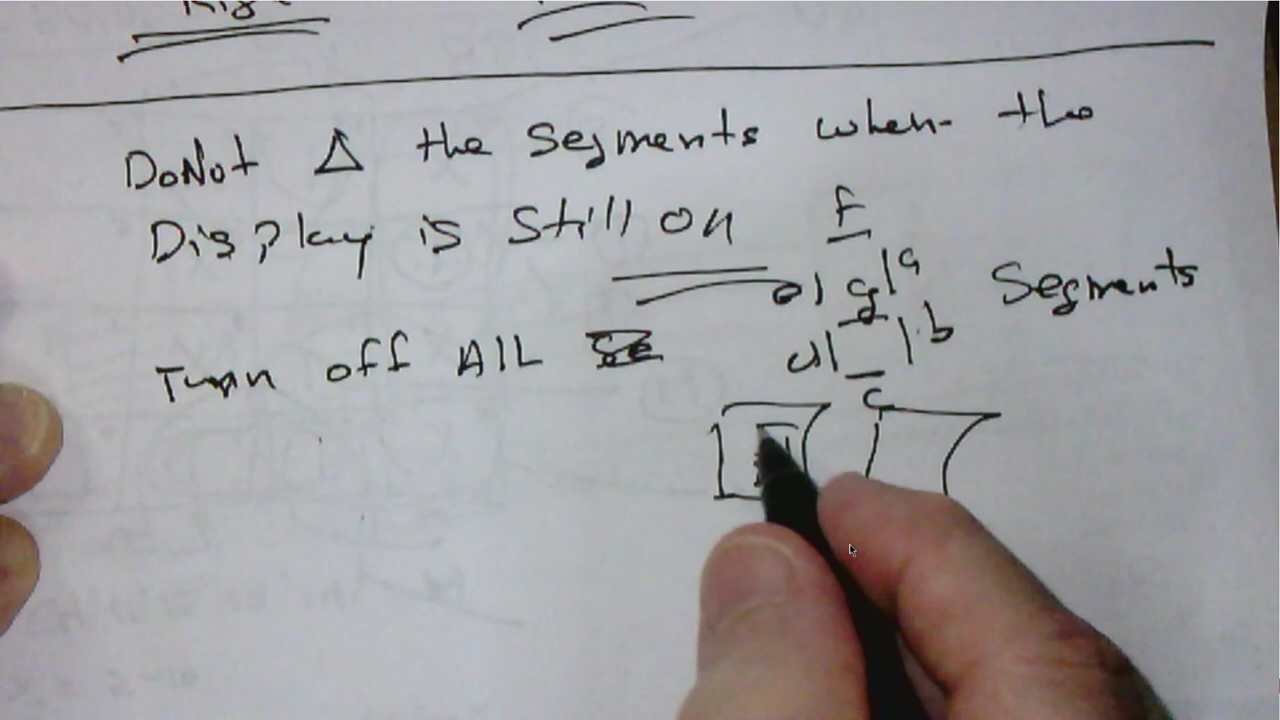 DoNot Δ the Segments when the
Display is Still on
F
g a Segments
b
Turn off All
c